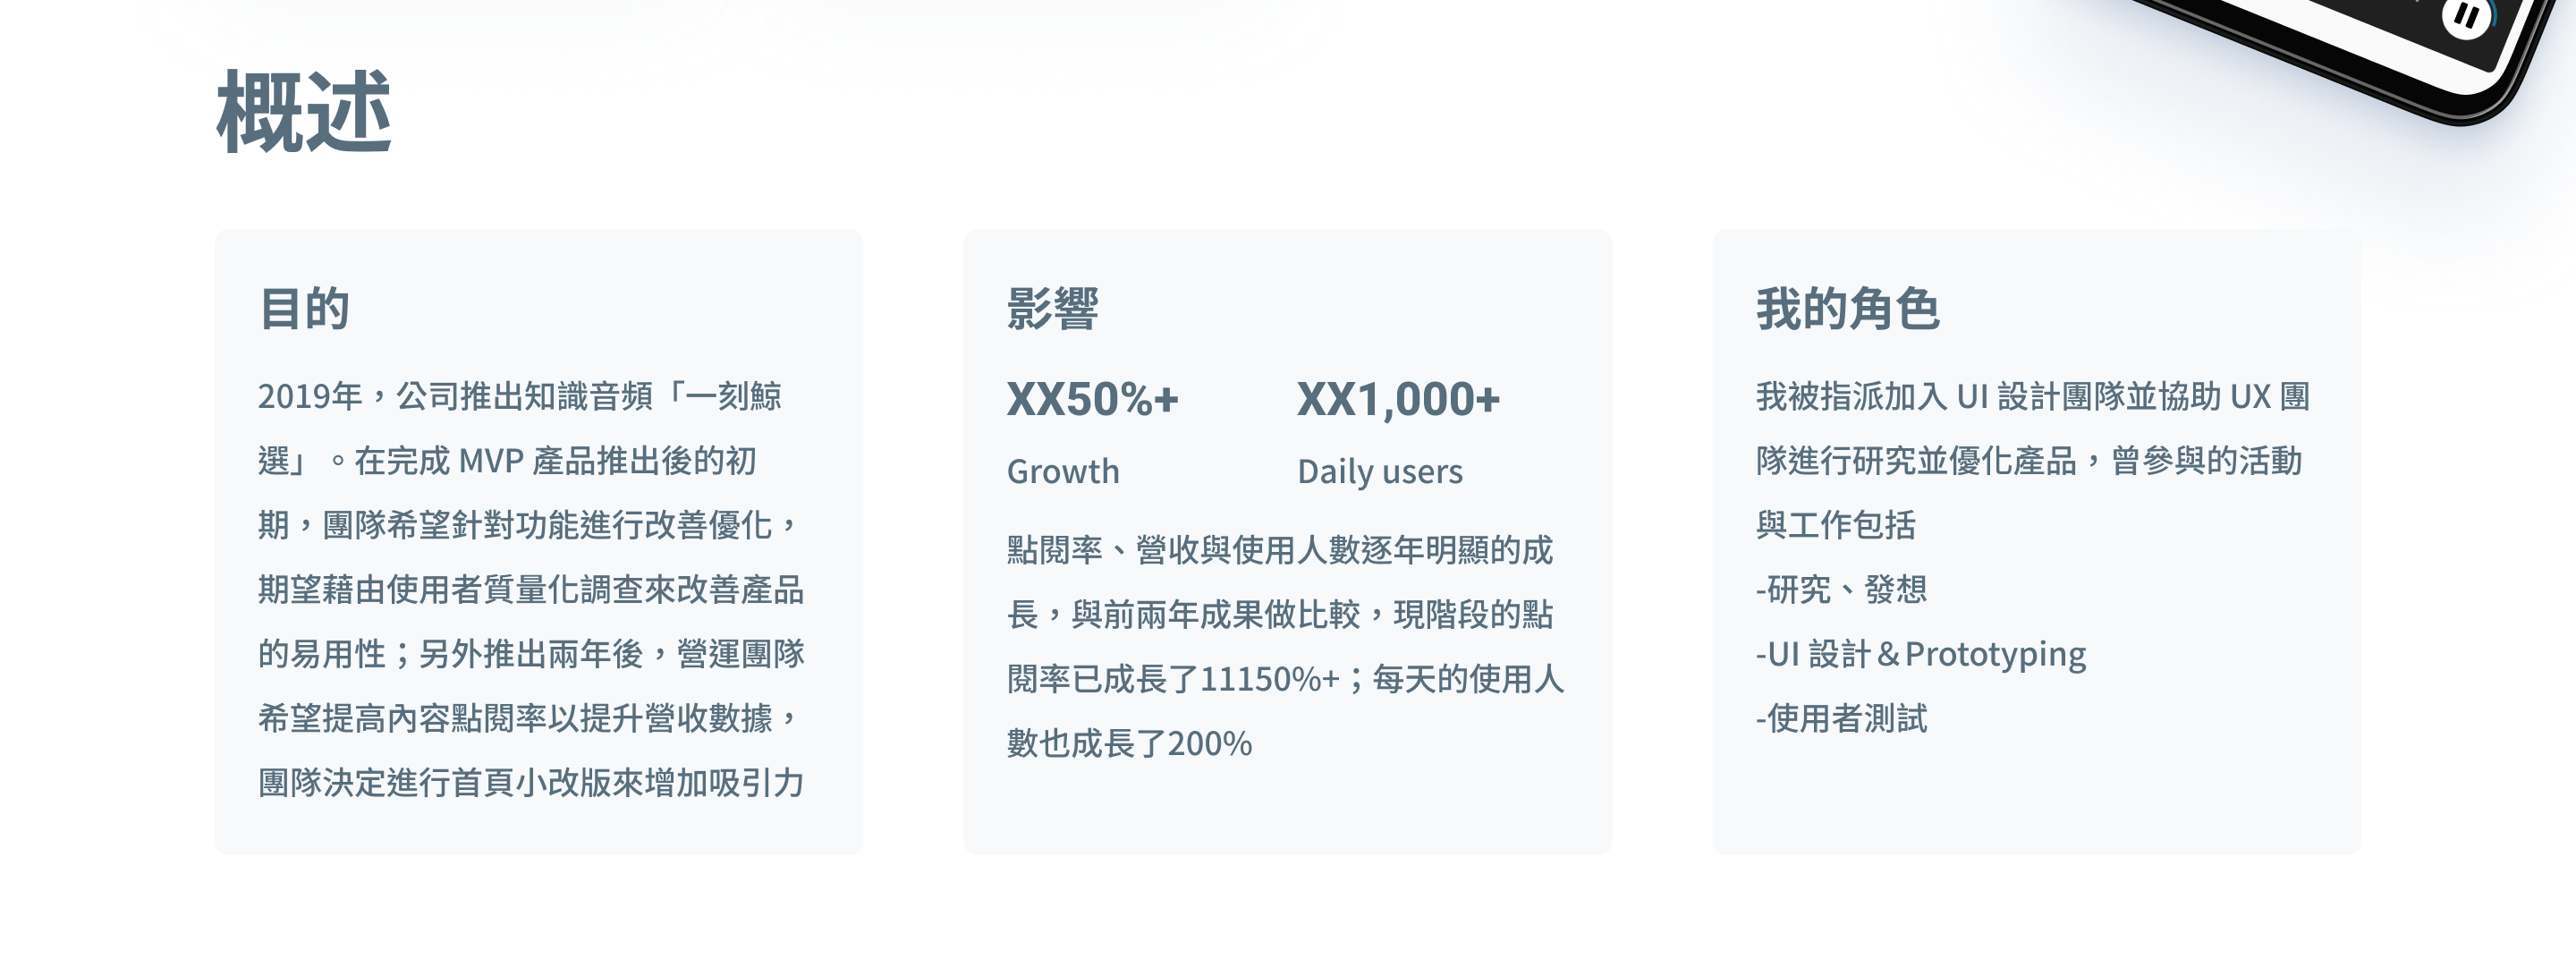 概述
目的
2019年，公司推出知識音頻「一刻鯨
選」。在完成 MVP 產品推出後的初
期，團隊希望針對功能進行改善優化，
期望藉由使用者質量化調查來改善產品
的易用性；另外推出兩年後，營運團隊
希望提高內容點閱率以提升營收數據，
團隊決定進行首頁小改版來增加吸引力
影響
XX50%+
Growth
XX1,000+
Daily users
點閱率、營收與使用人數逐年明顯的成
長，與前兩年成果做比較，現階段的點
閱率已成長了11150%+；每天的使用人
數也成長了200%
我的角色
我被指派加入 UI 設計團隊並協助 UX 團
隊進行研究並優化產品，曾參與的活動
與工作包括
-研究、發想
-UI 設計＆Prototyping
-使用者測試